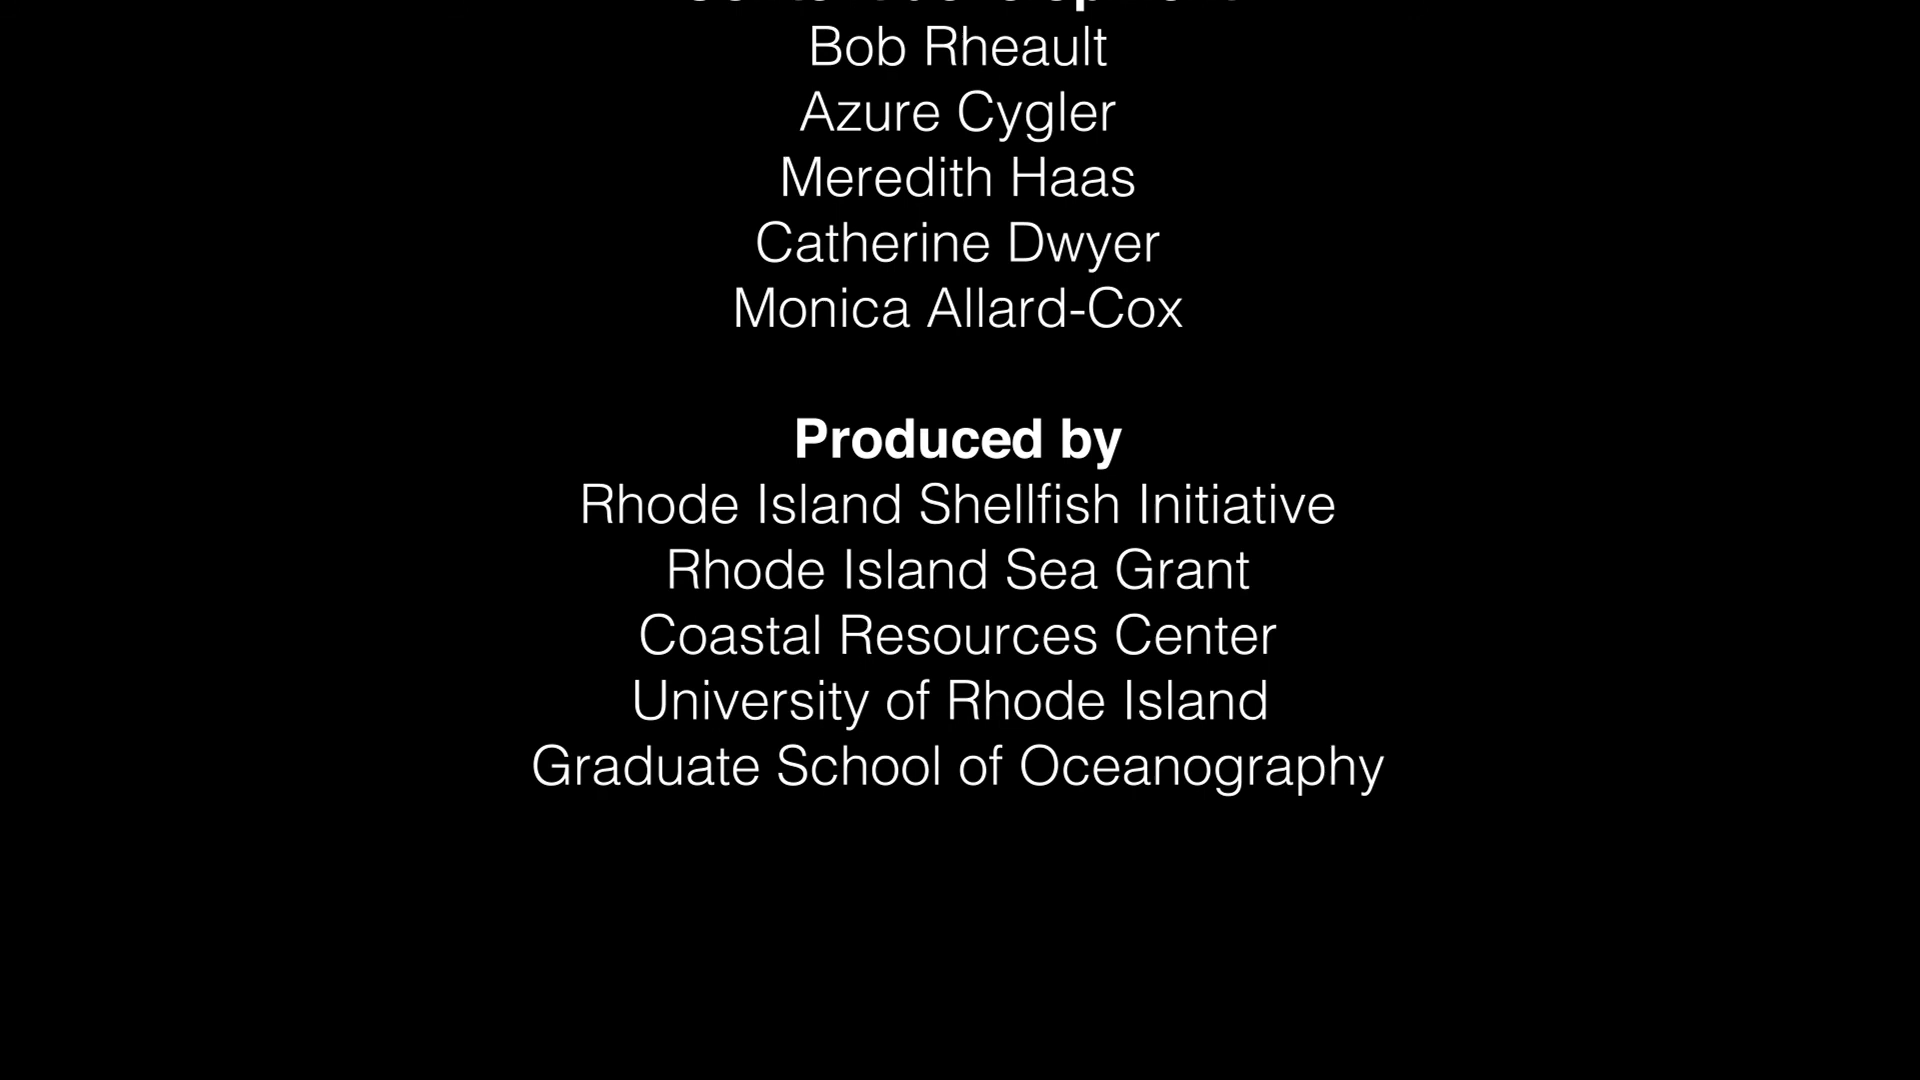 Bob Rheault
Azure Cygler
Meredith Haas
Catherine Dwyer
Monica Allard-Cox
Produced by
Rhode Island Shellfish Initiative
Rhode Island Sea Grant
Coastal Resources Center
University of Rhode Island
Graduate School of Oceanography